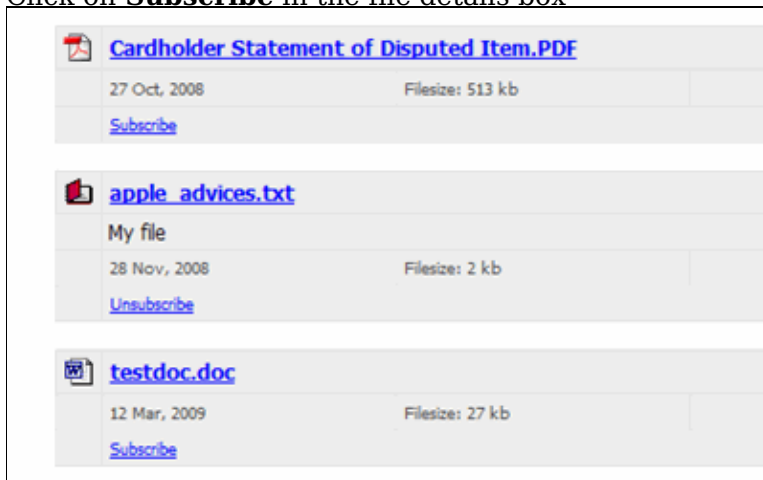 Click on Subscribe in the file details box
Cardholder Statement of Disputed Item.PDF
27 Oct, 2008 Filesize: 513 kb
Subscribe
apple_advices.txt
My file
28 Nov, 2008 Filesize: 2 kb
Unsubscribe
testdoc.doc
12 Mar, 2009 Filesize: 27 kb
Subscribe